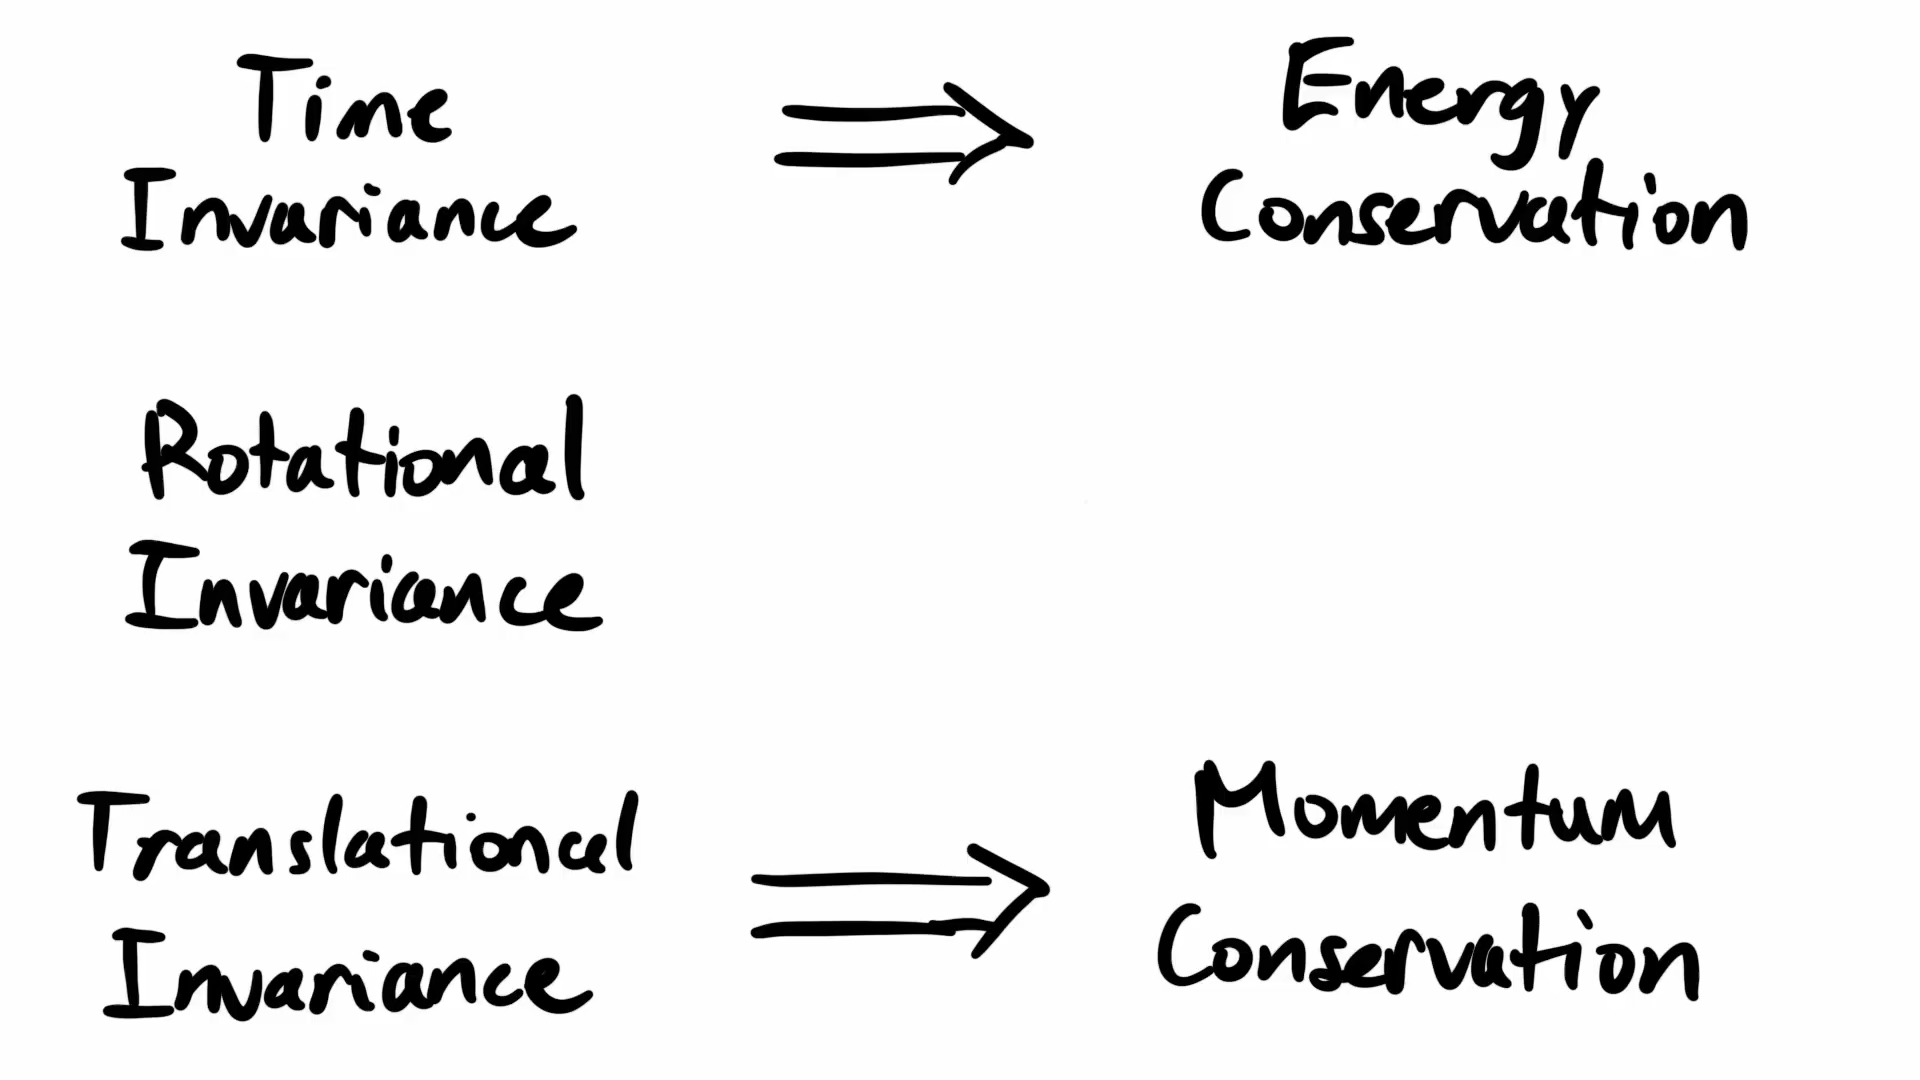 Time
Invariance
⇒
Energy
Conservation
Rotational
Invariance
Translational
Invariance
⇒
Momentum
Conservation